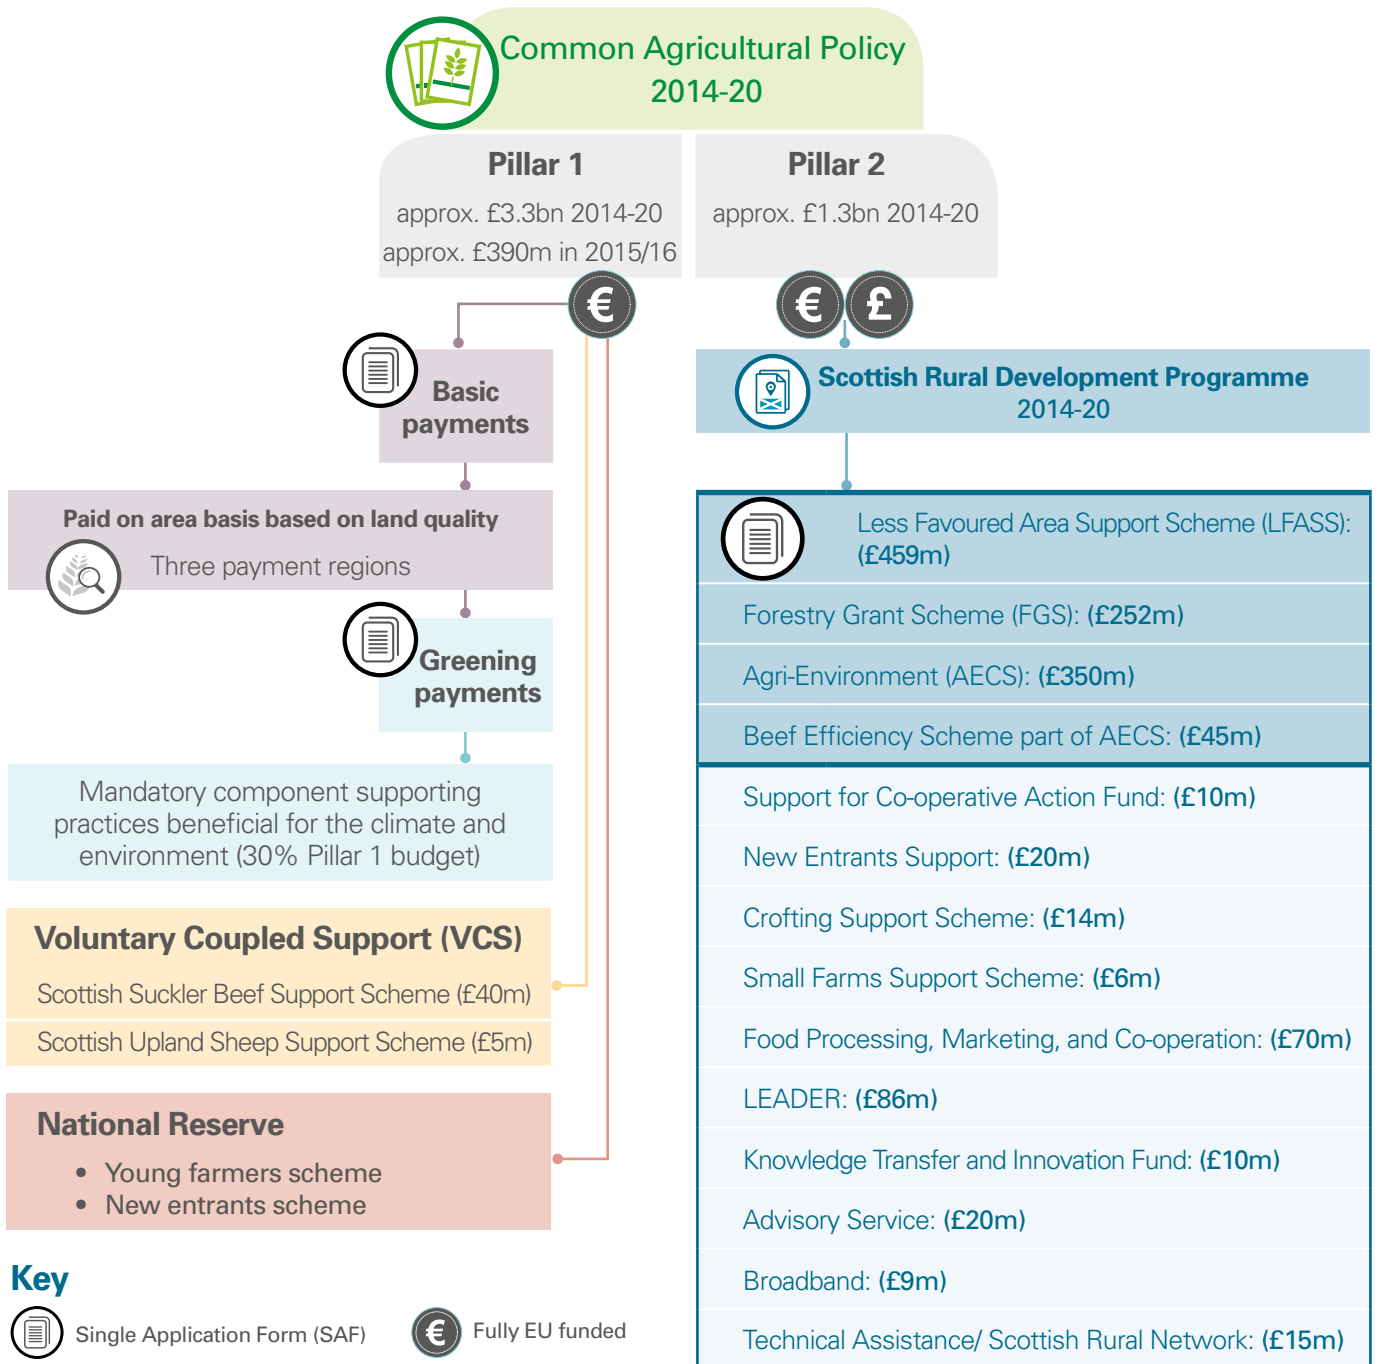 Common Agricultural Policy
2014-20
Pillar 1
approx. £3.3bn 2014-20
approx. £390m in 2015/16
Pillar 2
approx. £1.3bn 2014-20
€
€
£
Basic
payments
Paid on area basis based on land quality
Three payment regions
Greening
payments
Mandatory component supporting
practices beneficial for the climate and
environment (30% Pillar 1 budget)
Voluntary Coupled Support (VCS)
Scottish Suckler Beef Support Scheme (£40m)
Scottish Upland Sheep Support Scheme (£5m)
National Reserve
• Young farmers scheme
• New entrants scheme
Scottish Rural Development Programme
2014-20
Less Favoured Area Support Scheme (LFASS):
(£459m)
Forestry Grant Scheme (FGS): (£252m)
Agri-Environment (AECS): (£350m)
Beef Efficiency Scheme part of AECS: (£45m)
Support for Co-operative Action Fund: (£10m)
New Entrants Support: (£20m)
Crofting Support Scheme: (£14m)
Small Farms Support Scheme: (£6m)
Food Processing, Marketing, and Co-operation: (£70m)
LEADER: (£86m)
Knowledge Transfer and Innovation Fund: (£10m)
Advisory Service: (£20m)
Broadband: (£9m)
Technical Assistance/ Scottish Rural Network: (£15m)
Key
Single Application Form (SAF)
€
Fully EU funded